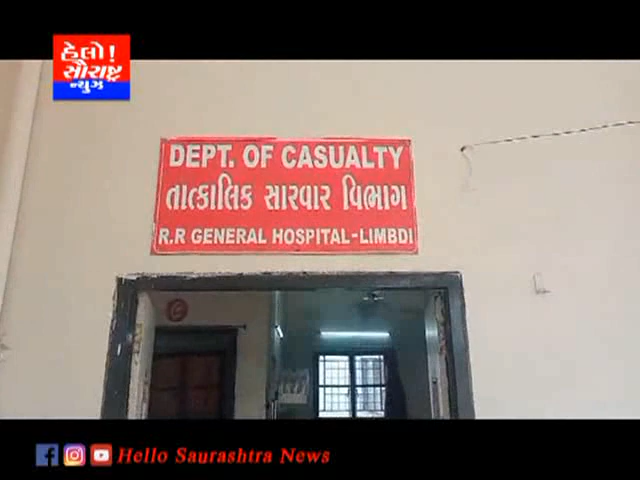 હેલો!
સૌરાષ્ટ્ર
ન્યુઝ
DEPT. OF CASUALTY
તાત્કાલિક સારવાર વિભાગ
R.R GENERAL HOSPITAL-LIMBDI
Hello Saurashtra News